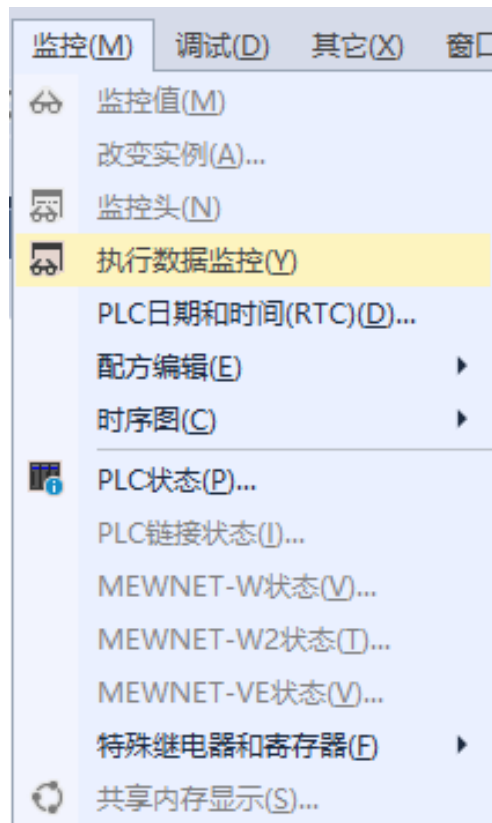 监控(M) 调试(D) 其它(X) 窗口
监控值(M)
改变实例(A)...
监控头(N)
执行数据监控(Y)
PLC日期和时间(RTC)(D)...
配方编辑(E)
时序图(C)
PLC状态(P)...
PLC链接状态(I)...
MEWNET-W状态(V)...
MEWNET-W2状态(T)...
MEWNET-VE状态(V)...
特殊继电器和寄存器(F)
共享内存显示(S)...